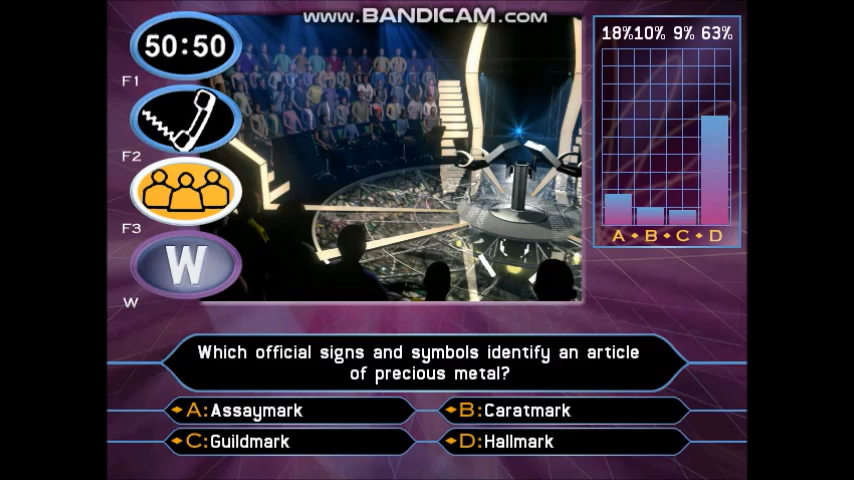 www.BANDICAM.com
50:50
F1
F2
F3
W
W
18% 10% 9% 63%
A B C D
Which official signs and symbols identify an article
of precious metal?
A: Assaymark
B: Caratmark
C: Guildmark
D: Hallmark